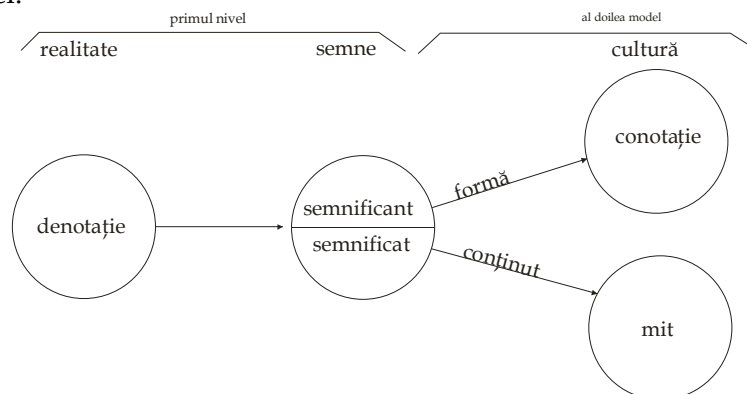 primul nivel
al doilea model
realitate
semne
cultură
conotație
formă
semnificant
denotație
semnificat
conținut
mit